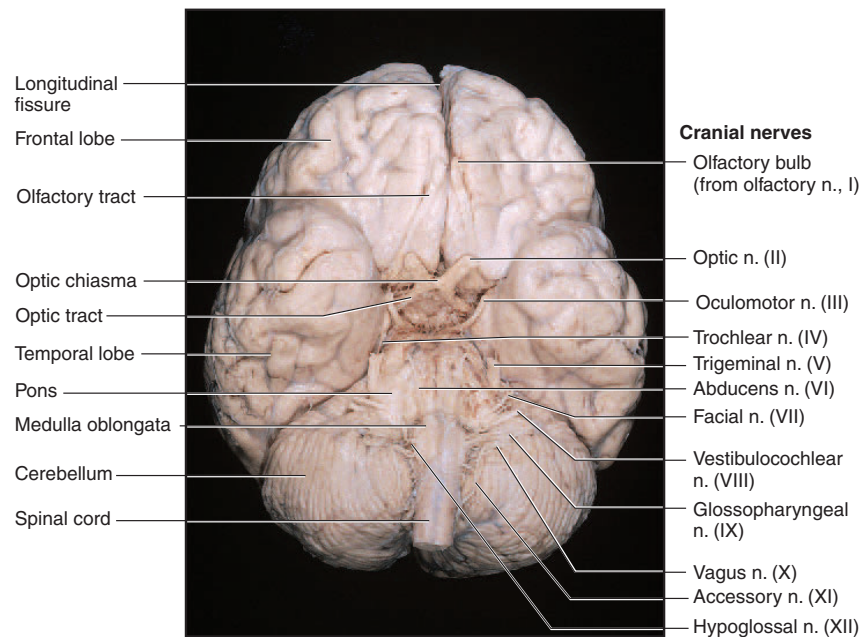 Longitudinal
fissure
Frontal lobe
Olfactory tract
Optic chiasma
Optic tract
Temporal lobe
Pons
Medulla oblongata
Cerebellum
Spinal cord
Cranial nerves
Olfactory bulb
(from olfactory n., I)
Optic n. (II)
Oculomotor n. (III)
Trochlear n. (IV)
Trigeminal n. (V)
Abducens n. (VI)
Facial n. (VII)
Vestibulocochlear
n. (VIII)
Glossopharyngeal
n. (IX)
Vagus n. (X)
Accessory n. (XI)
Hypoglossal n. (XII)